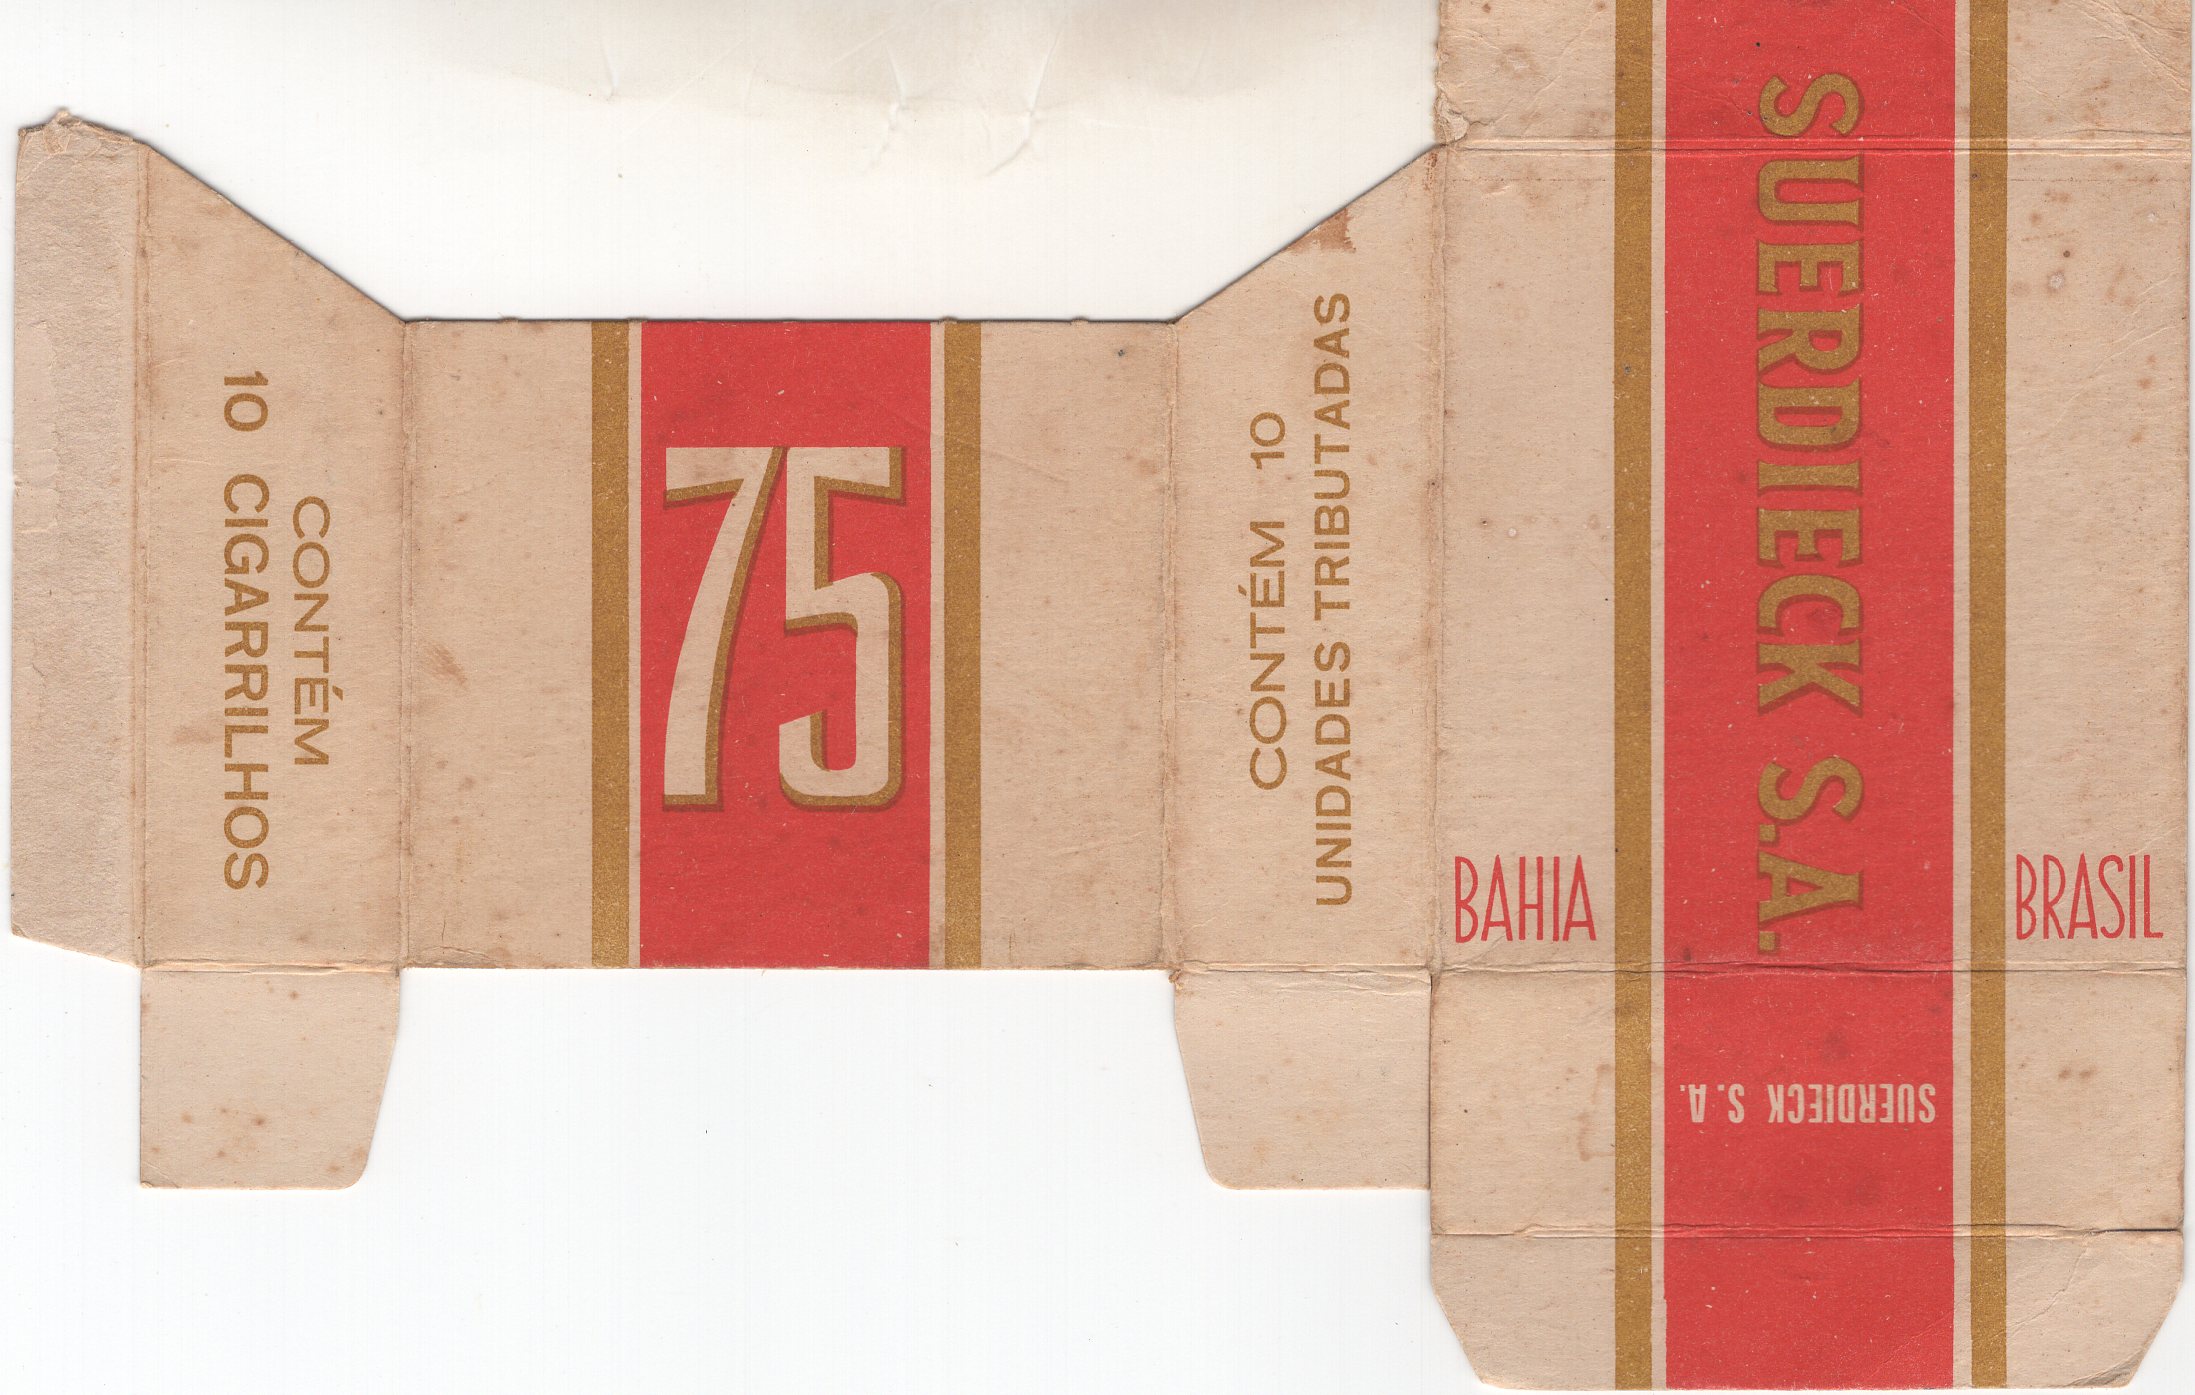 CONTÉM
10 CIGARRILHOS
75
CONTÉM 10
UNIDADES TRIBUTADAS
SUERDIECK S.A.
BAHIA
BRASIL
SUERDIECK S.A.